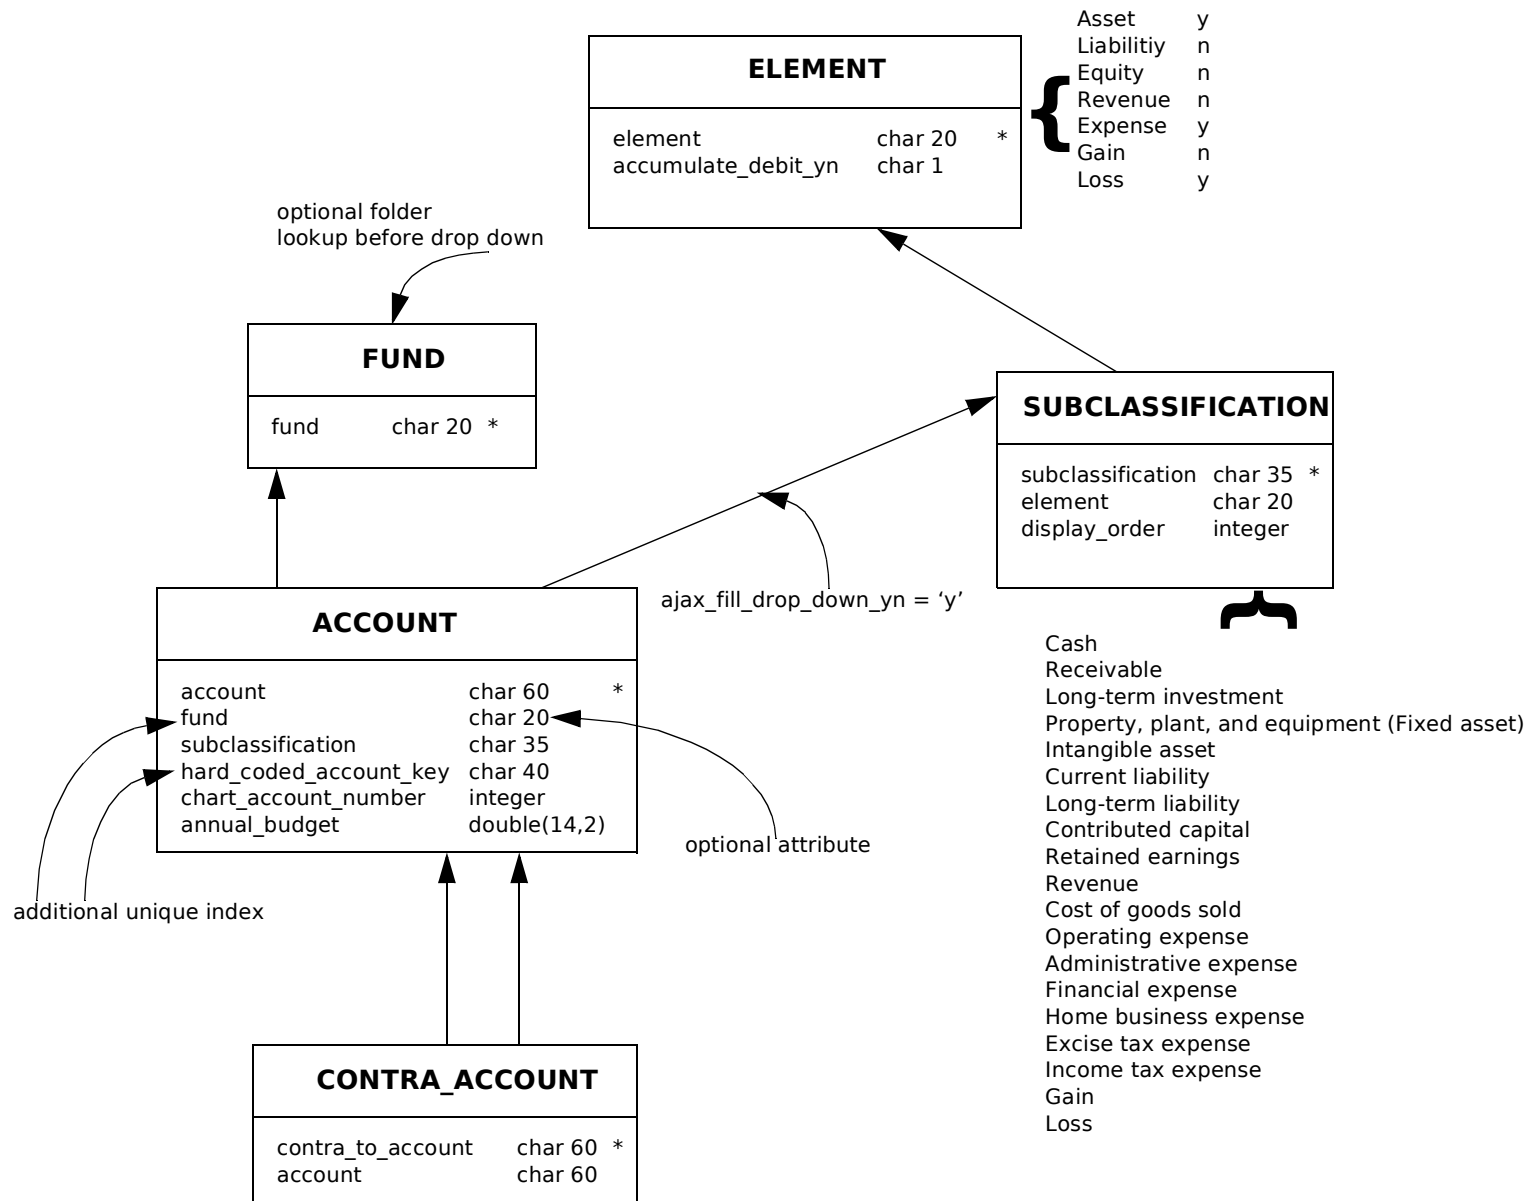 Asset y
Liabilitiy n
Equity n
Revenue n
Expense y
Gain n
Loss y
ELEMENT
element char 20 *
accumulate_debit_yn char 1
optional folder
lookup before drop down
FUND
fund char 20 *
SUBCLASSIFICATION
subclassification char 35 *
element char 20
display_order integer
ajax_fill_drop_down_yn = ‘y’
ACCOUNT
account char 60 *
fund char 20
subclassification char 35
hard_coded_account_key char 40
chart_account_number integer
annual_budget double(14,2)
optional attribute
additional unique index
Cash
Receivable
Long-term investment
Property, plant, and equipment (Fixed asset)
Intangible asset
Current liability
Long-term liability
Contributed capital
Retained earnings
Revenue
Cost of goods sold
Operating expense
Administrative expense
Financial expense
Home business expense
Excise tax expense
Income tax expense
Gain
Loss
CONTRA_ACCOUNT
contra_to_account char 60 *
account char 60